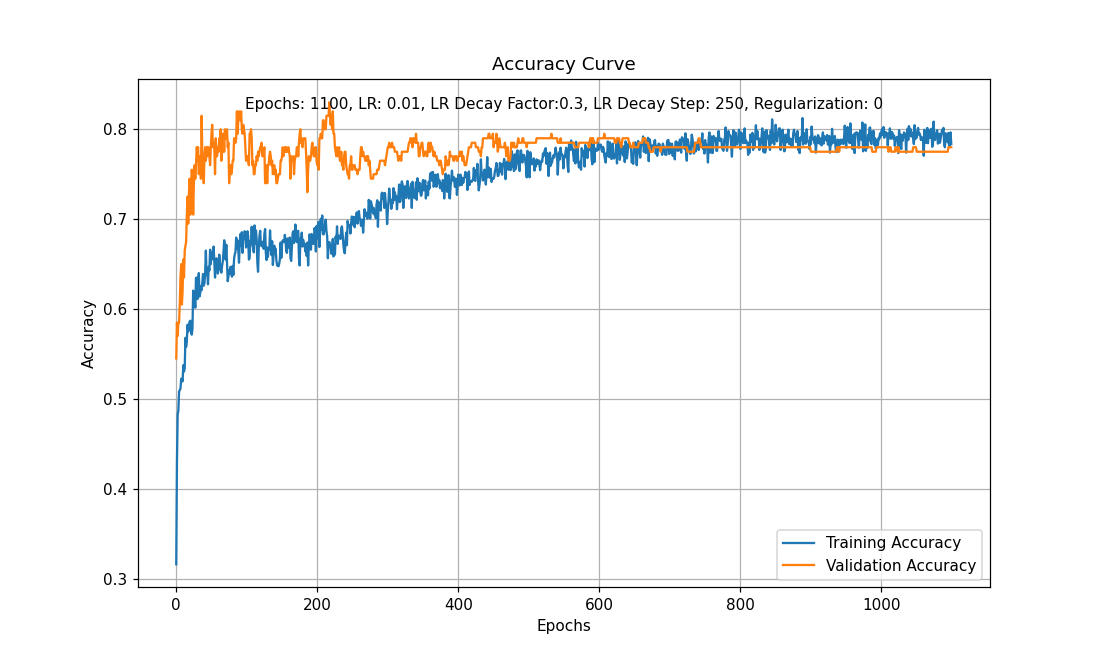 Accuracy Curve
Epochs: 1100, LR: 0.01, LR Decay Factor:0.3, LR Decay Step: 250, Regularization: 0
0.8
0.7
0.6
0.5
0.4
0.3
Accuracy
Training Accuracy
Validation Accuracy
0 200 400 600 800 1000
Epochs